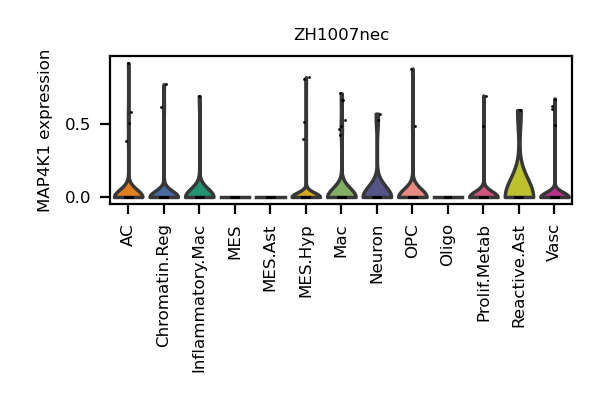 ZH1007nec
MAP4K1 expression
0.5
0.0
AC
Chromatin.Reg
Inflammatory.Mac
MES
MES.Ast
MES.Hyp
Mac
Neuron
OPC
Oligo
Prolif.Metab
Reactive.Ast
Vasc